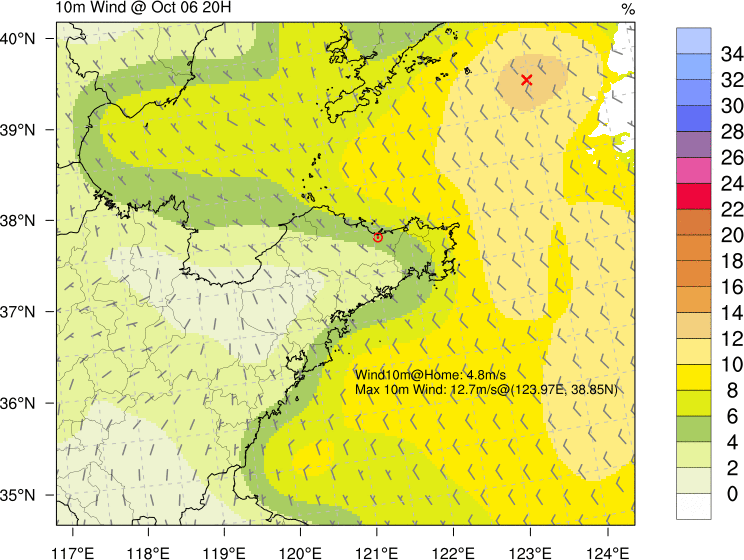 10m Wind @ Oct 06 20H
%
40°N
39°N
38°N
37°N
36°N
35°N
117°E 118°E 119°E 120°E 121°E 122°E 123°E 124°E
Wind10m@Home: 4.8m/s
Max 10m Wind: 12.7m/s@(123.97E, 38.85N)
34
32
30
28
26
24
22
20
18
16
14
12
10
8
6
4
2
0